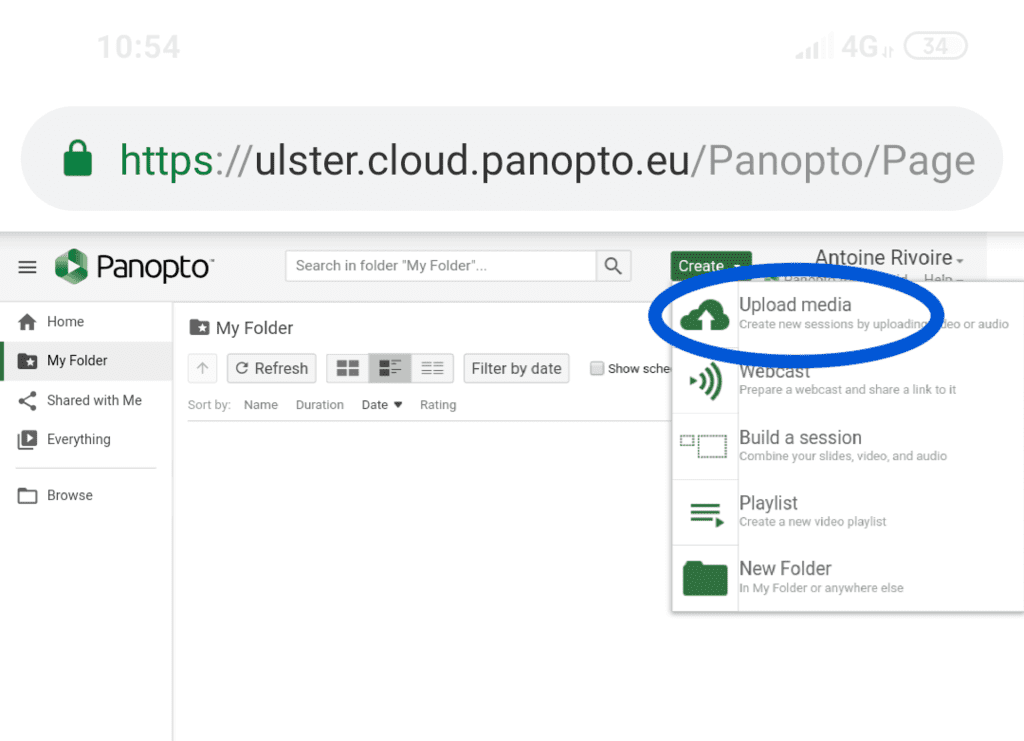 10:54
4G
34
https://ulster.cloud.panopto.eu/Panopto/Page
Panopto
Search in folder "My Folder"...
Create
Antoine Rivoire
Help
Home
My Folder
Shared with Me
Everything
Browse
My Folder
Refresh
Filter by date
Show sche
Sort by: Name Duration Date Rating
Upload media
Create new sessions by uploading eo or audio
Webcast
Prepare a webcast and share a link to it
Build a session
Combine your slides, video, and audio
Playlist
Create a new video playlist
New Folder
In My Folder or anywhere else